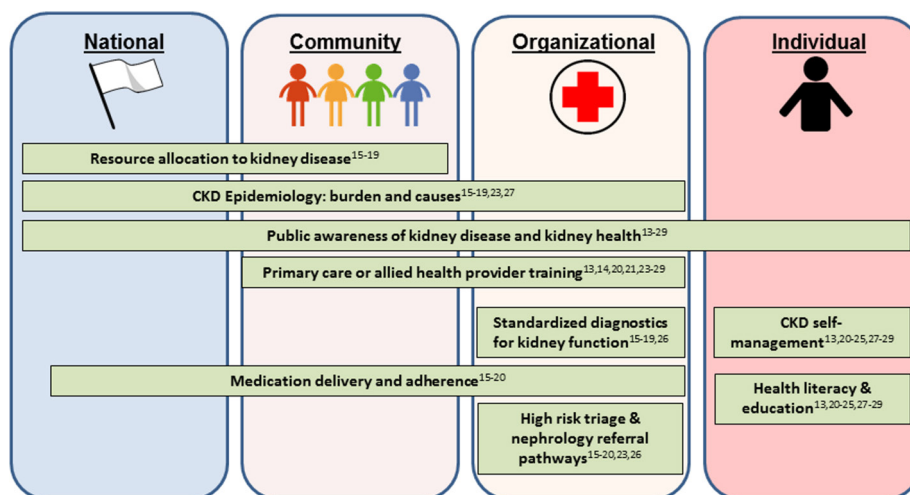 National
Community
Organizational
Individual
Resource allocation to kidney disease15-19
CKD Epidemiology: burden and causes15-19,23,27
Public awareness of kidney disease and kidney health13-29
Primary care or allied health provider training13,14,20,21,23-29
Standardized diagnostics
for kidney function15-19,26
CKD self-
management13,20-25,27-29
Medication delivery and adherence15-20
Health literacy &
education13,20-25,27-29
High risk triage &
nephrology referral
pathways15-20,23,26